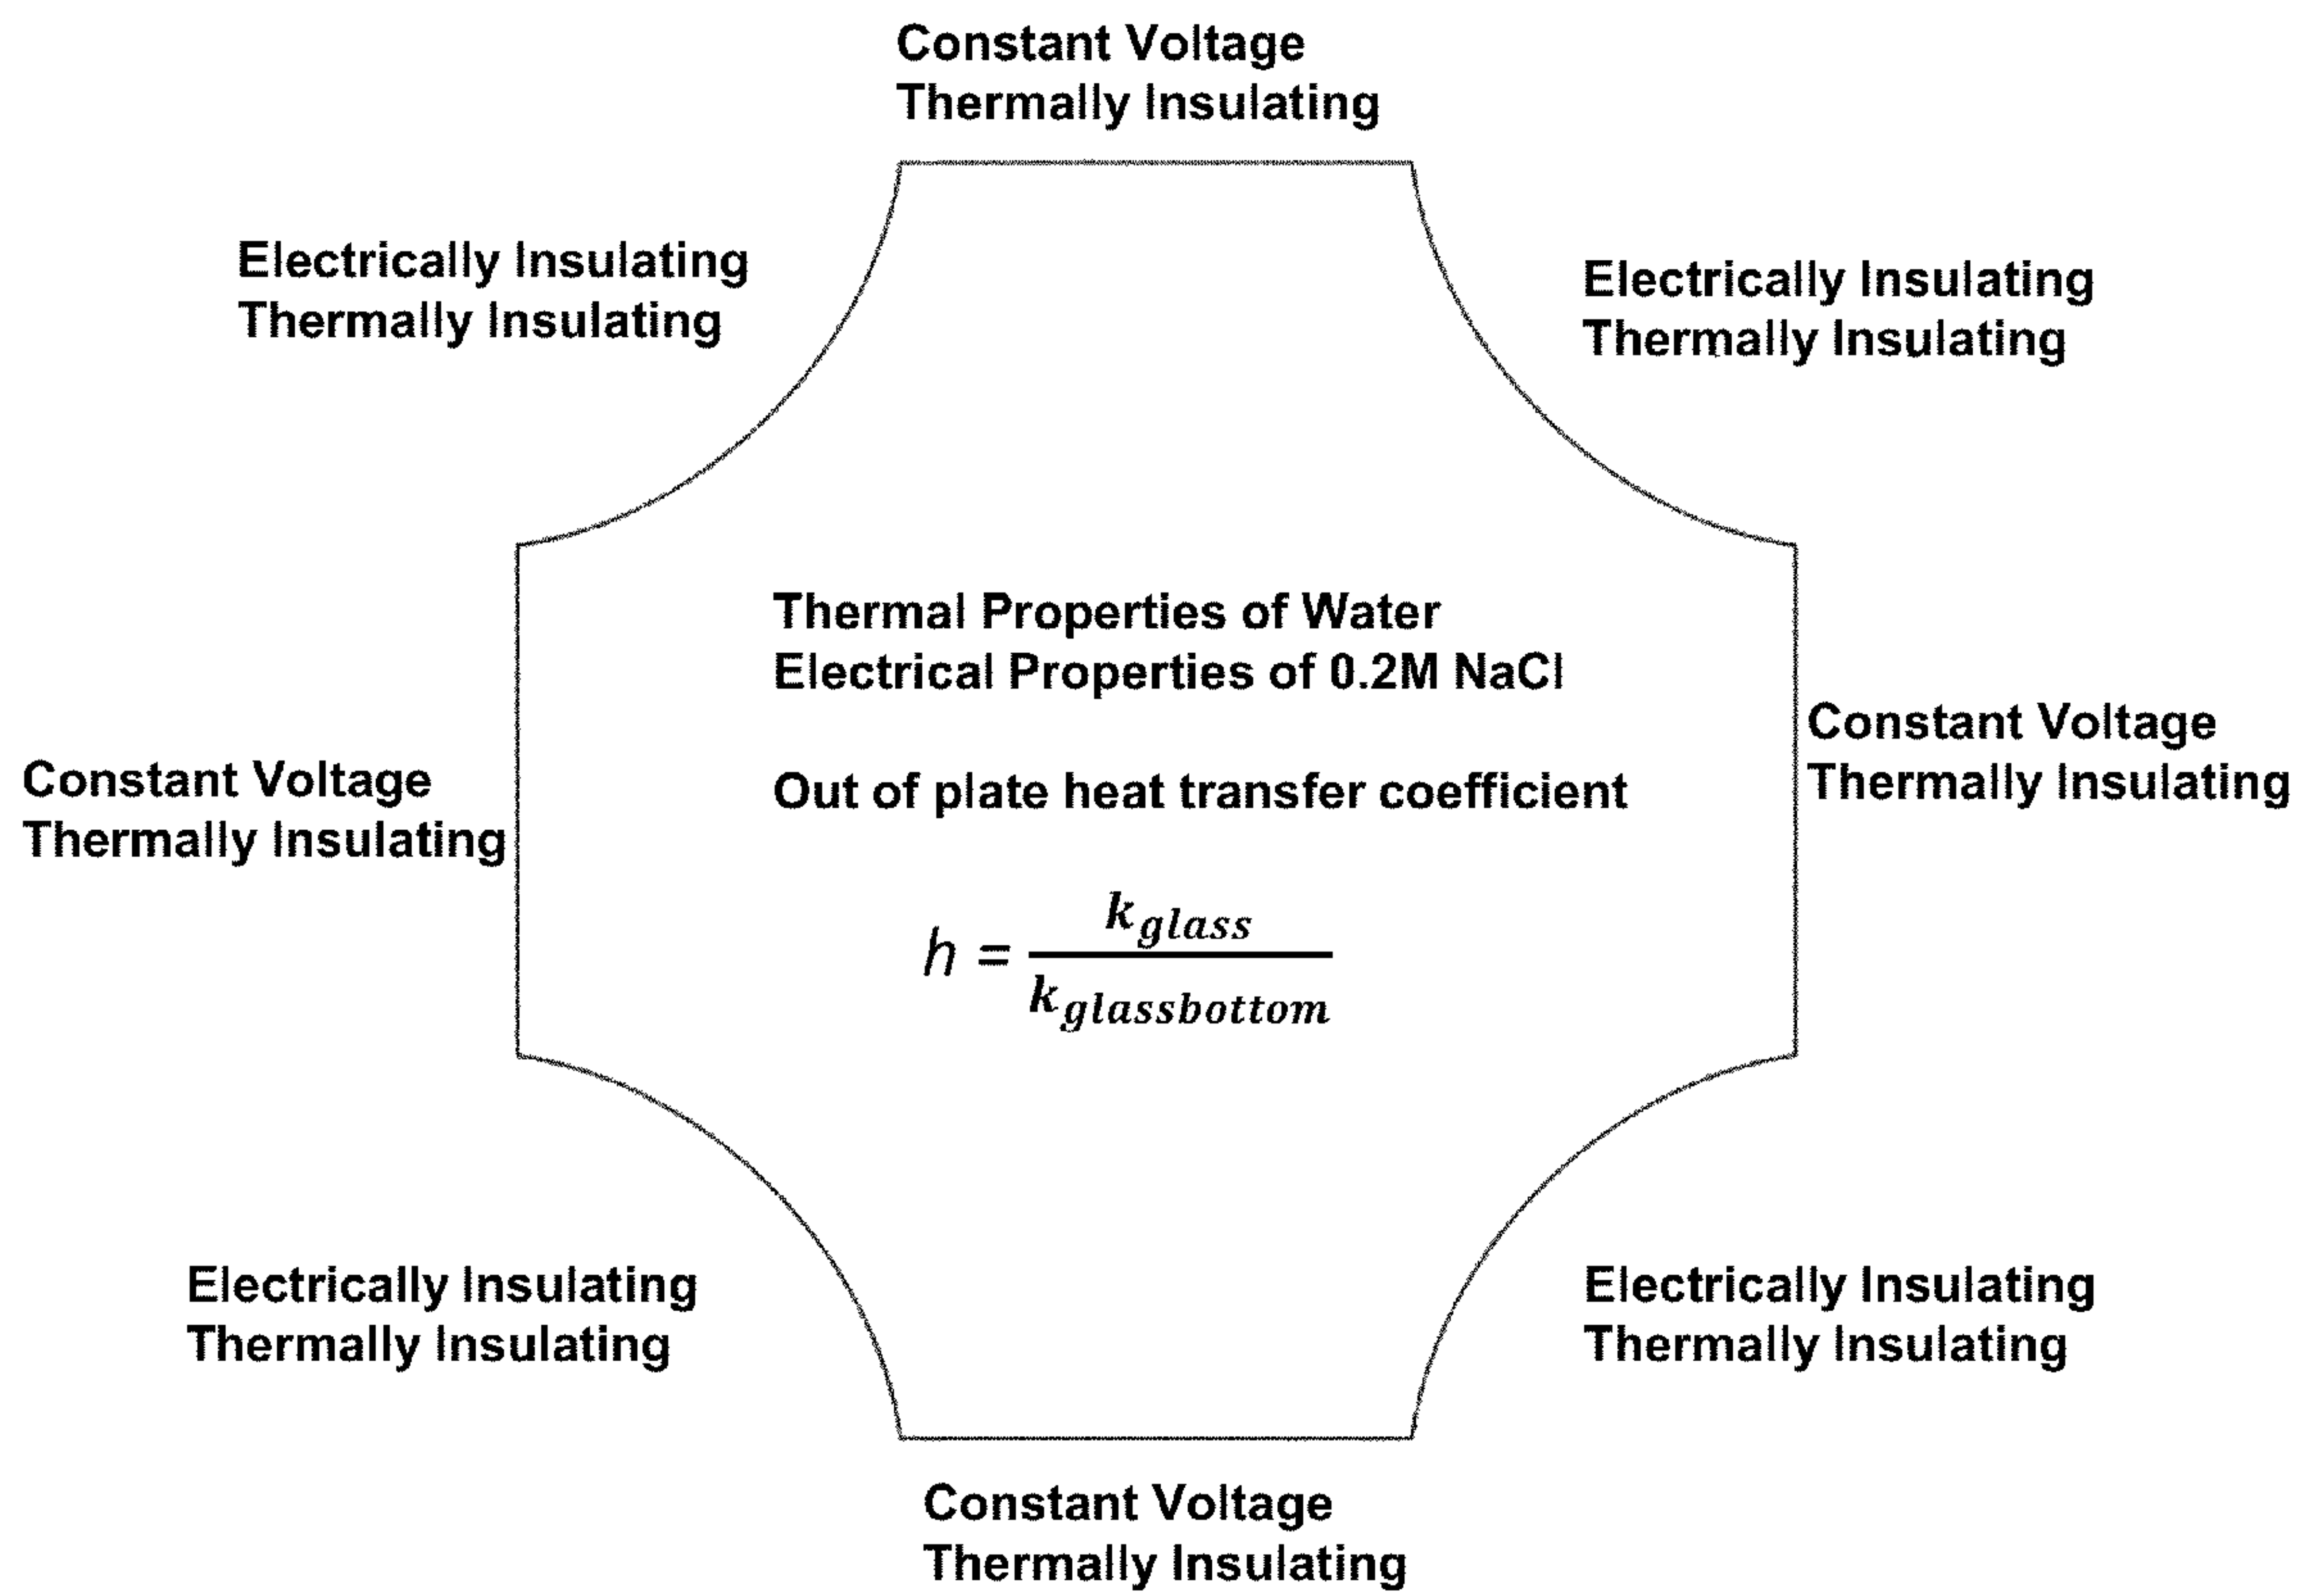 Constant Voltage
Thermally Insulating
Electrically Insulating
Thermally Insulating
Electrically Insulating
Thermally Insulating
Thermal Properties of Water
Electrical Properties of 0.2M NaCl
Constant Voltage
Thermally Insulating
Constant Voltage
Thermally Insulating
Out of plate heat transfer coefficient
h = k_glass / k_glassbottom
Electrically Insulating
Thermally Insulating
Electrically Insulating
Thermally Insulating
Constant Voltage
Thermally Insulating